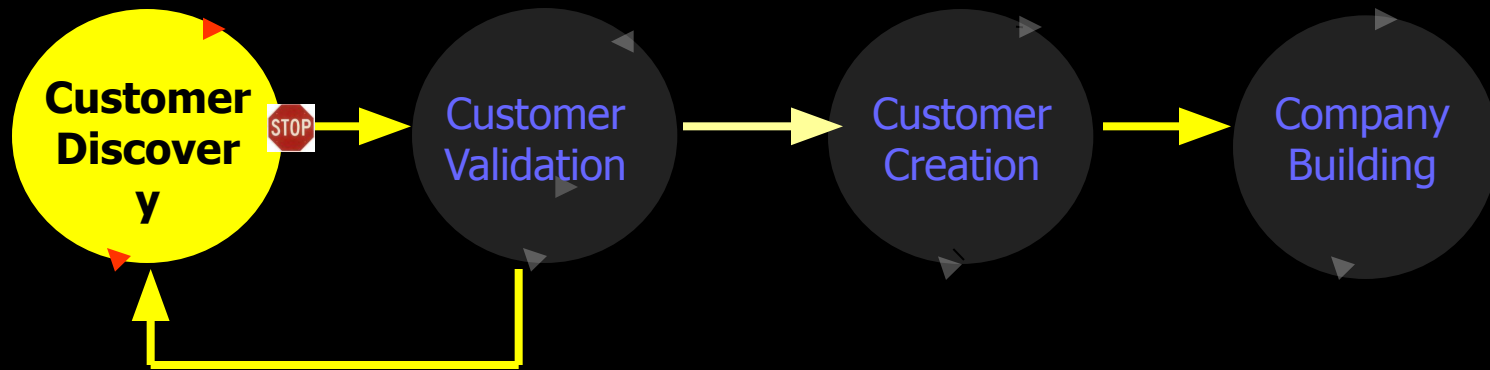 Customer
Discover
y
STOP
Customer
Validation
Customer
Creation
Company
Building